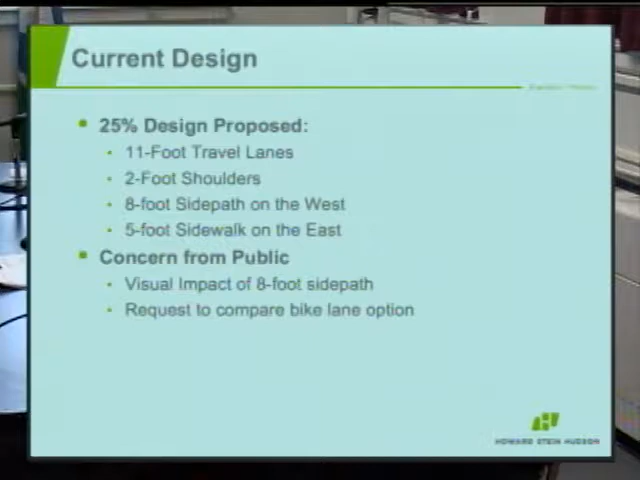 Current Design
25% Design Proposed:
11-Foot Travel Lanes
2-Foot Shoulders
8-foot Sidepath on the West
5-foot Sidewalk on the East
Concern from Public
Visual Impact of 8-foot sidepath
Request to compare bike lane option
HOWARD STEIN HUDSON